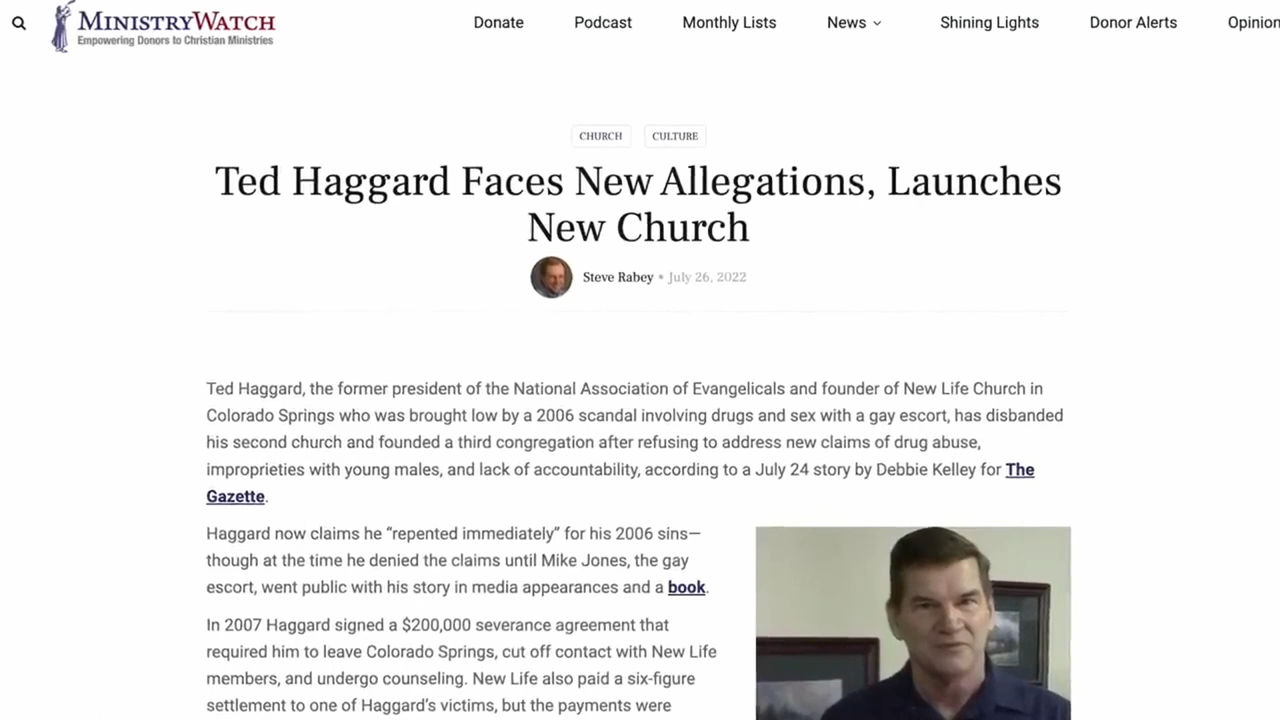 MINISTRYWATCH
Empowering Donors to Christian Ministries
Donate
Podcast
Monthly Lists
News
Shining Lights
Donor Alerts
Opinion
CHURCH
CULTURE
Ted Haggard Faces New Allegations, Launches
New Church
Steve Rabey • July 26, 2022
Ted Haggard, the former president of the National Association of Evangelicals and founder of New Life Church in
Colorado Springs who was brought low by a 2006 scandal involving drugs and sex with a gay escort, has disbanded
his second church and founded a third congregation after refusing to address new claims of drug abuse,
improprieties with young males, and lack of accountability, according to a July 24 story by Debbie Kelley for The
Gazette.
Haggard now claims he “repented immediately” for his 2006 sins—
though at the time he denied the claims until Mike Jones, the gay
escort, went public with his story in media appearances and a book.
In 2007 Haggard signed a $200,000 severance agreement that
required him to leave Colorado Springs, cut off contact with New Life
members, and undergo counseling. New Life also paid a six-figure
settlement to one of Haggard’s victims, but the payments were